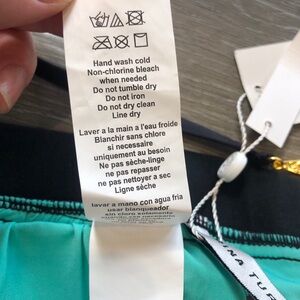 Hand wash cold
Non-chlorine bleach
when needed
Do not tumble dry
Do not iron
Do not dry clean
Line dry
Laver a la main a l'eau froide
Blanchir sans chlore
si necessaire
uniquement au besoin
Ne pas sèche-linge
ne pas repasser
ne pas nettoyer a sec
Ligne sèche
lavar a mano con agua fria
usar blanqueador
sin cloro solamente
INA TUR